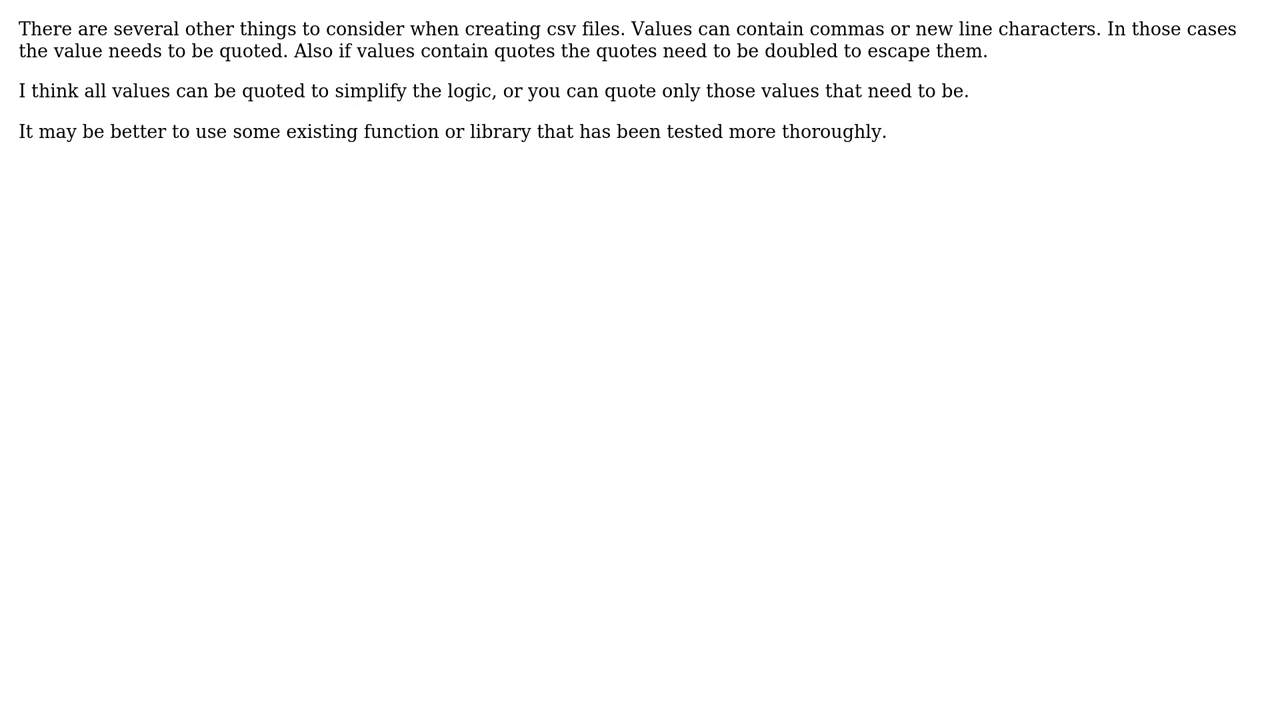 There are several other things to consider when creating csv files. Values can contain commas or new line characters. In those cases
the value needs to be quoted. Also if values contain quotes the quotes need to be doubled to escape them.
I think all values can be quoted to simplify the logic, or you can quote only those values that need to be.
It may be better to use some existing function or library that has been tested more thoroughly.